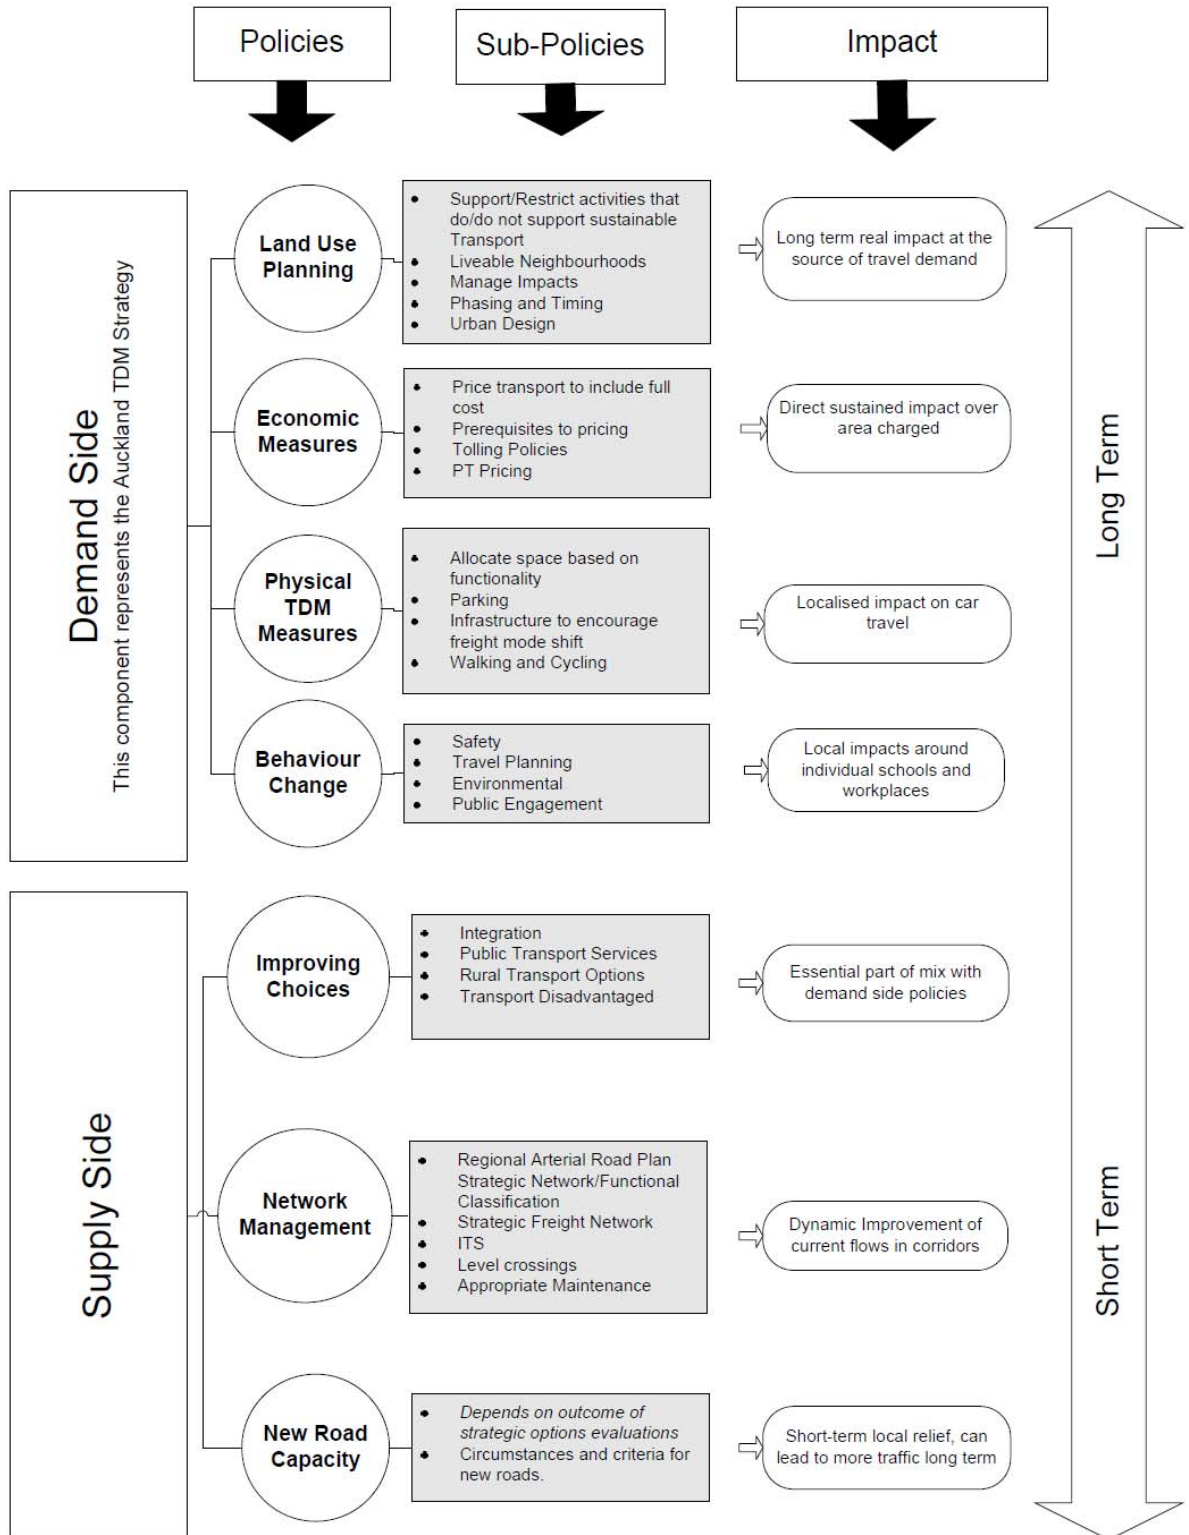 Policies
Sub-Policies
Impact
Demand Side
This component represents the Auckland TDM Strategy
Land Use
Planning
• Support/Restrict activities that
do/do not support sustainable
Transport
• Liveable Neighbourhoods
• Manage Impacts
• Phasing and Timing
• Urban Design
Long term real impact at the
source of travel demand
Economic
Measures
• Price transport to include full
cost
• Prerequisites to pricing
• Tolling Policies
• PT Pricing
Direct sustained impact over
area charged
Physical
TDM
Measures
• Allocate space based on
functionality
• Parking
• Infrastructure to encourage
freight mode shift
• Walking and Cycling
Localised impact on car
travel
Behaviour
Change
• Safety
• Travel Planning
• Environmental
• Public Engagement
Local impacts around
individual schools and
workplaces
Long Term
Supply Side
Improving
Choices
• Integration
• Public Transport Services
• Rural Transport Options
• Transport Disadvantaged
Essential part of mix with
demand side policies
Network
Management
• Regional Arterial Road Plan
Strategic Network/Functional
Classification
• Strategic Freight Network
• ITS
• Level crossings
• Appropriate Maintenance
Dynamic Improvement of
current flows in corridors
New Road
Capacity
• Depends on outcome of
strategic options evaluations
• Circumstances and criteria for
new roads.
Short-term local relief, can
lead to more traffic long term
Short Term